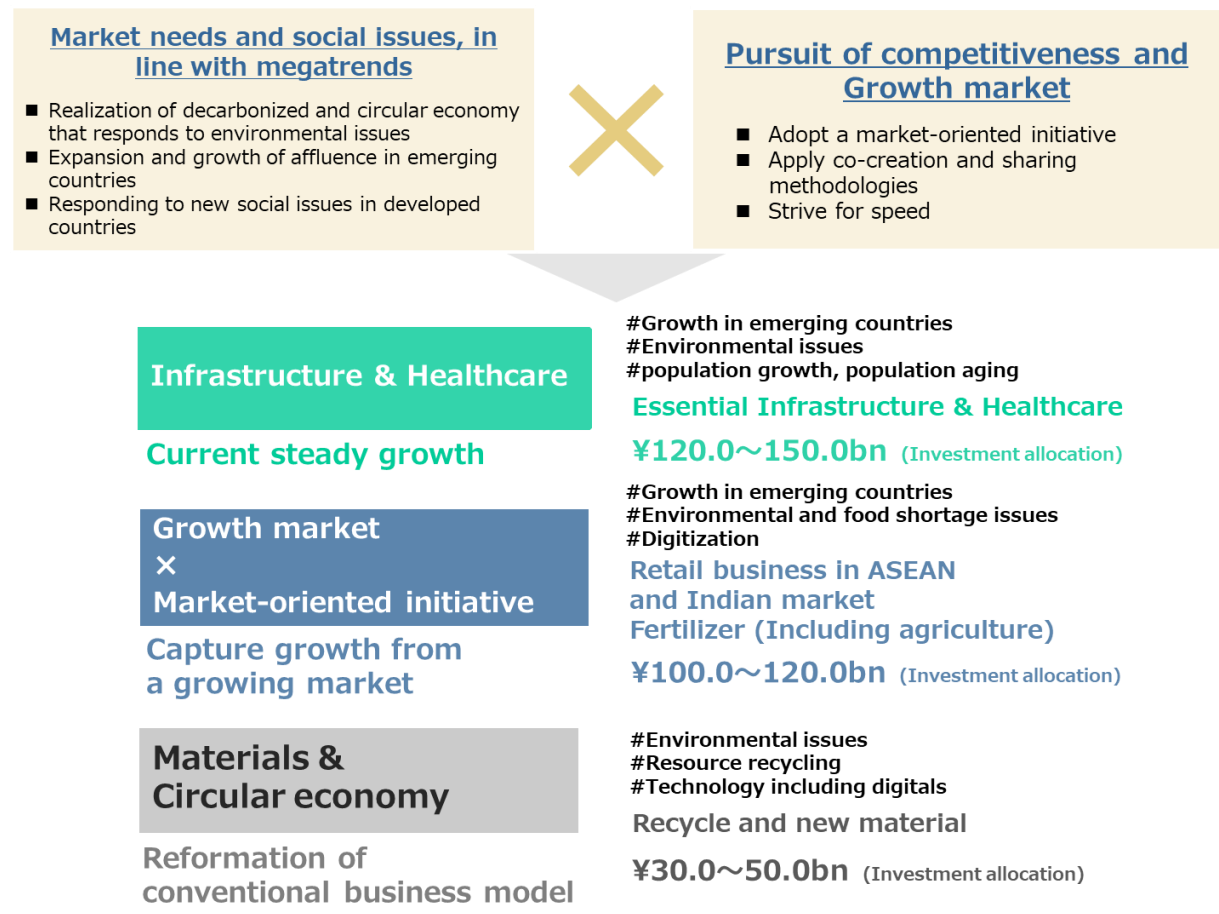 Market needs and social issues, in
line with megatrends
■ Realization of decarbonized and circular economy
that responds to environmental issues
■ Expansion and growth of affluence in emerging
countries
■ Responding to new social issues in developed
countries
×
Pursuit of competitiveness and
Growth market
■ Adopt a market-oriented initiative
■ Apply co-creation and sharing
methodologies
■ Strive for speed
Infrastructure & Healthcare
Current steady growth
#Growth in emerging countries
#Environmental issues
#population growth, population aging
Essential Infrastructure & Healthcare
¥120.0～150.0bn (Investment allocation)
Growth market
×
Market-oriented initiative
Capture growth from
a growing market
#Growth in emerging countries
#Environmental and food shortage issues
#Digitization
Retail business in ASEAN
and Indian market
Fertilizer (Including agriculture)
¥100.0～120.0bn (Investment allocation)
Materials &
Circular economy
Reformation of
conventional business model
#Environmental issues
#Resource recycling
#Technology including digitals
Recycle and new material
¥30.0～50.0bn (Investment allocation)